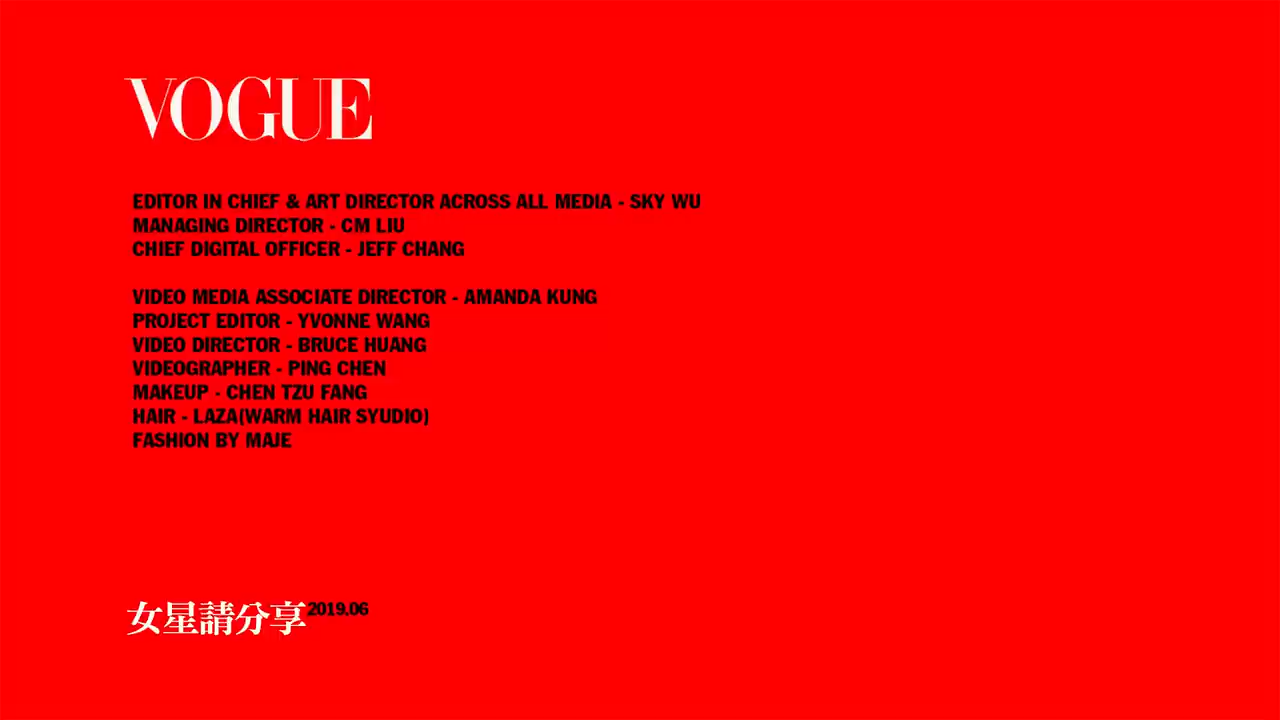 VOGUE
EDITOR IN CHIEF & ART DIRECTOR ACROSS ALL MEDIA - SKY WU
MANAGING DIRECTOR - CM LIU
CHIEF DIGITAL OFFICER - JEFF CHANG
VIDEO MEDIA ASSOCIATE DIRECTOR - AMANDA KUNG
PROJECT EDITOR - YVONNE WANG
VIDEO DIRECTOR - BRUCE HUANG
VIDEOGRAPHER - PING CHEN
MAKEUP - CHEN TZU FANG
HAIR - LAZA(WARM HAIR SYUDIO)
FASHION BY MAJE
女星請分享2019.06